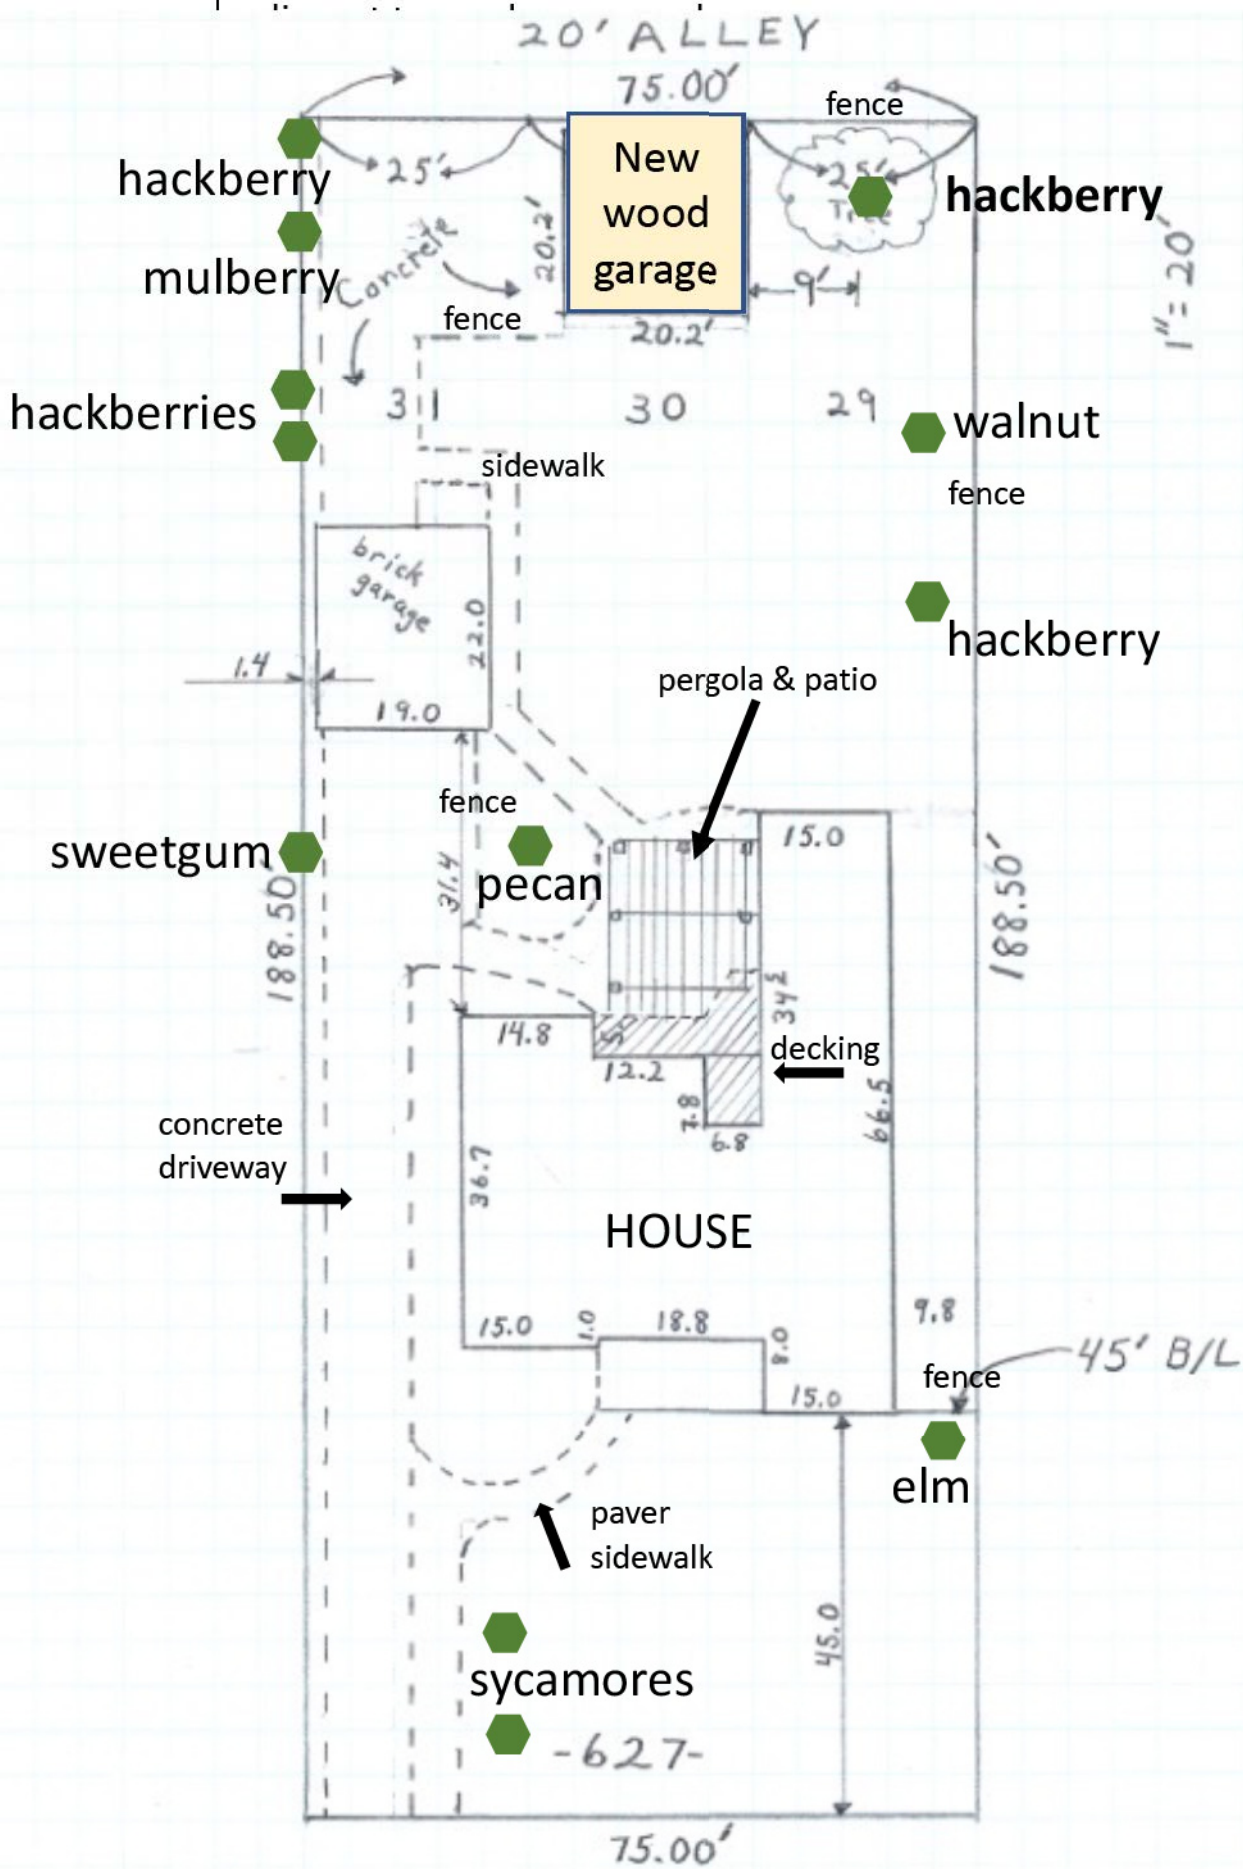 20' ALLEY
75.00'
fence
New
wood
garage
25'
25'
Tree
hackberry
hackberry
mulberry
Concrete
20.2'
9'
1"=20'
fence
20.2'
hackberries
31
30
29
walnut
sidewalk
fence
brick
garage
22.0
hackberry
1.4
19.0
pergola & patio
fence
15.0
sweetgum
31.4
pecan
188.50'
188.50'
14.8
5.
34.5
decking
12.2
7.8
6.8
66.5
concrete
driveway
36.7
HOUSE
9.8
15.0
1.0
18.8
8.0
45' B/L
fence
15.0
elm
paver
sidewalk
45.0
sycamores
-627-
75.00'